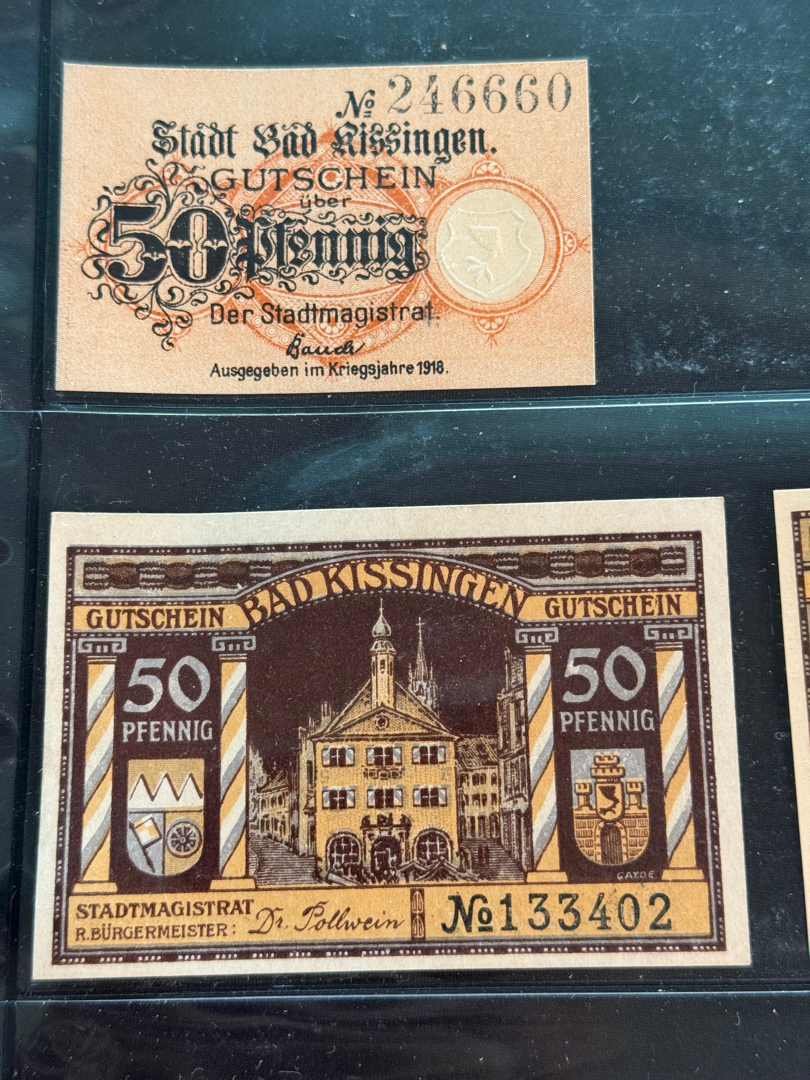 № 246660
Stadt Bad Kissingen.
GUTSCHEIN
über
50 Pfennig
Der Stadtmagistrat.
Bauch
Ausgegeben im Kriegsjahre 1918.
BAD KISSINGEN
GUTSCHEIN GUTSCHEIN
50 50
PFENNIG PFENNIG
STADTMAGISTRAT
R.BÜRGERMEISTER: Dr. Pollwein
№133402